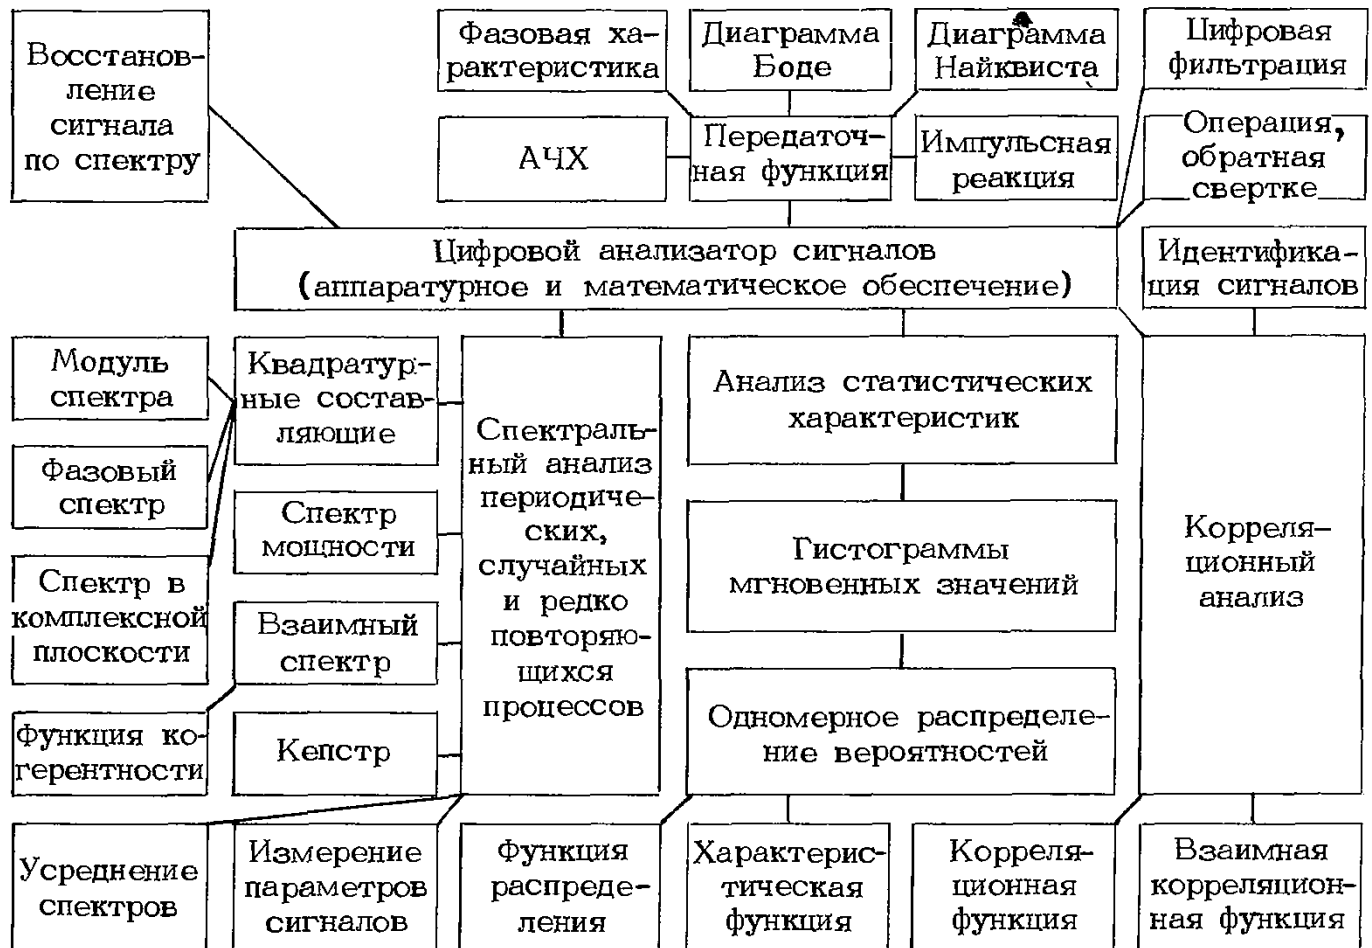 Восстанов-
ление
сигнала
по спектру
Фазовая ха-
рактеристика
Диаграмма
Боде
Диаграмма
Найквиста
Цифровая
фильтрация
АЧХ
Передаточ-
ная функция
Импульсная
реакция
Операция,
обратная
свертке
Цифровой анализатор сигналов
(аппаратурное и математическое обеспечение)
Идентифика-
ция сигналов
Модуль
спектра
Квадратур-
ные состав-
ляющие
Фазовый
спектр
Спектр
мощности
Спектр в
комплексной
плоскости
Взаимный
спектр
Функция ко-
герентности
Кепстр
Спектраль-
ный анализ
периодиче-
ских,
случайных
и редко
повторяю-
щихся
процессов
Анализ статистических
характеристик
Гистограммы
мгновенных значений
Одномерное распределе-
ние вероятностей
Корреля-
ционный
анализ
Усреднение
спектров
Измерение
параметров
сигналов
Функция
распреде-
ления
Характерис-
тическая
функция
Корреля-
ционная
функция
Взаимная
корреляцион-
ная функция